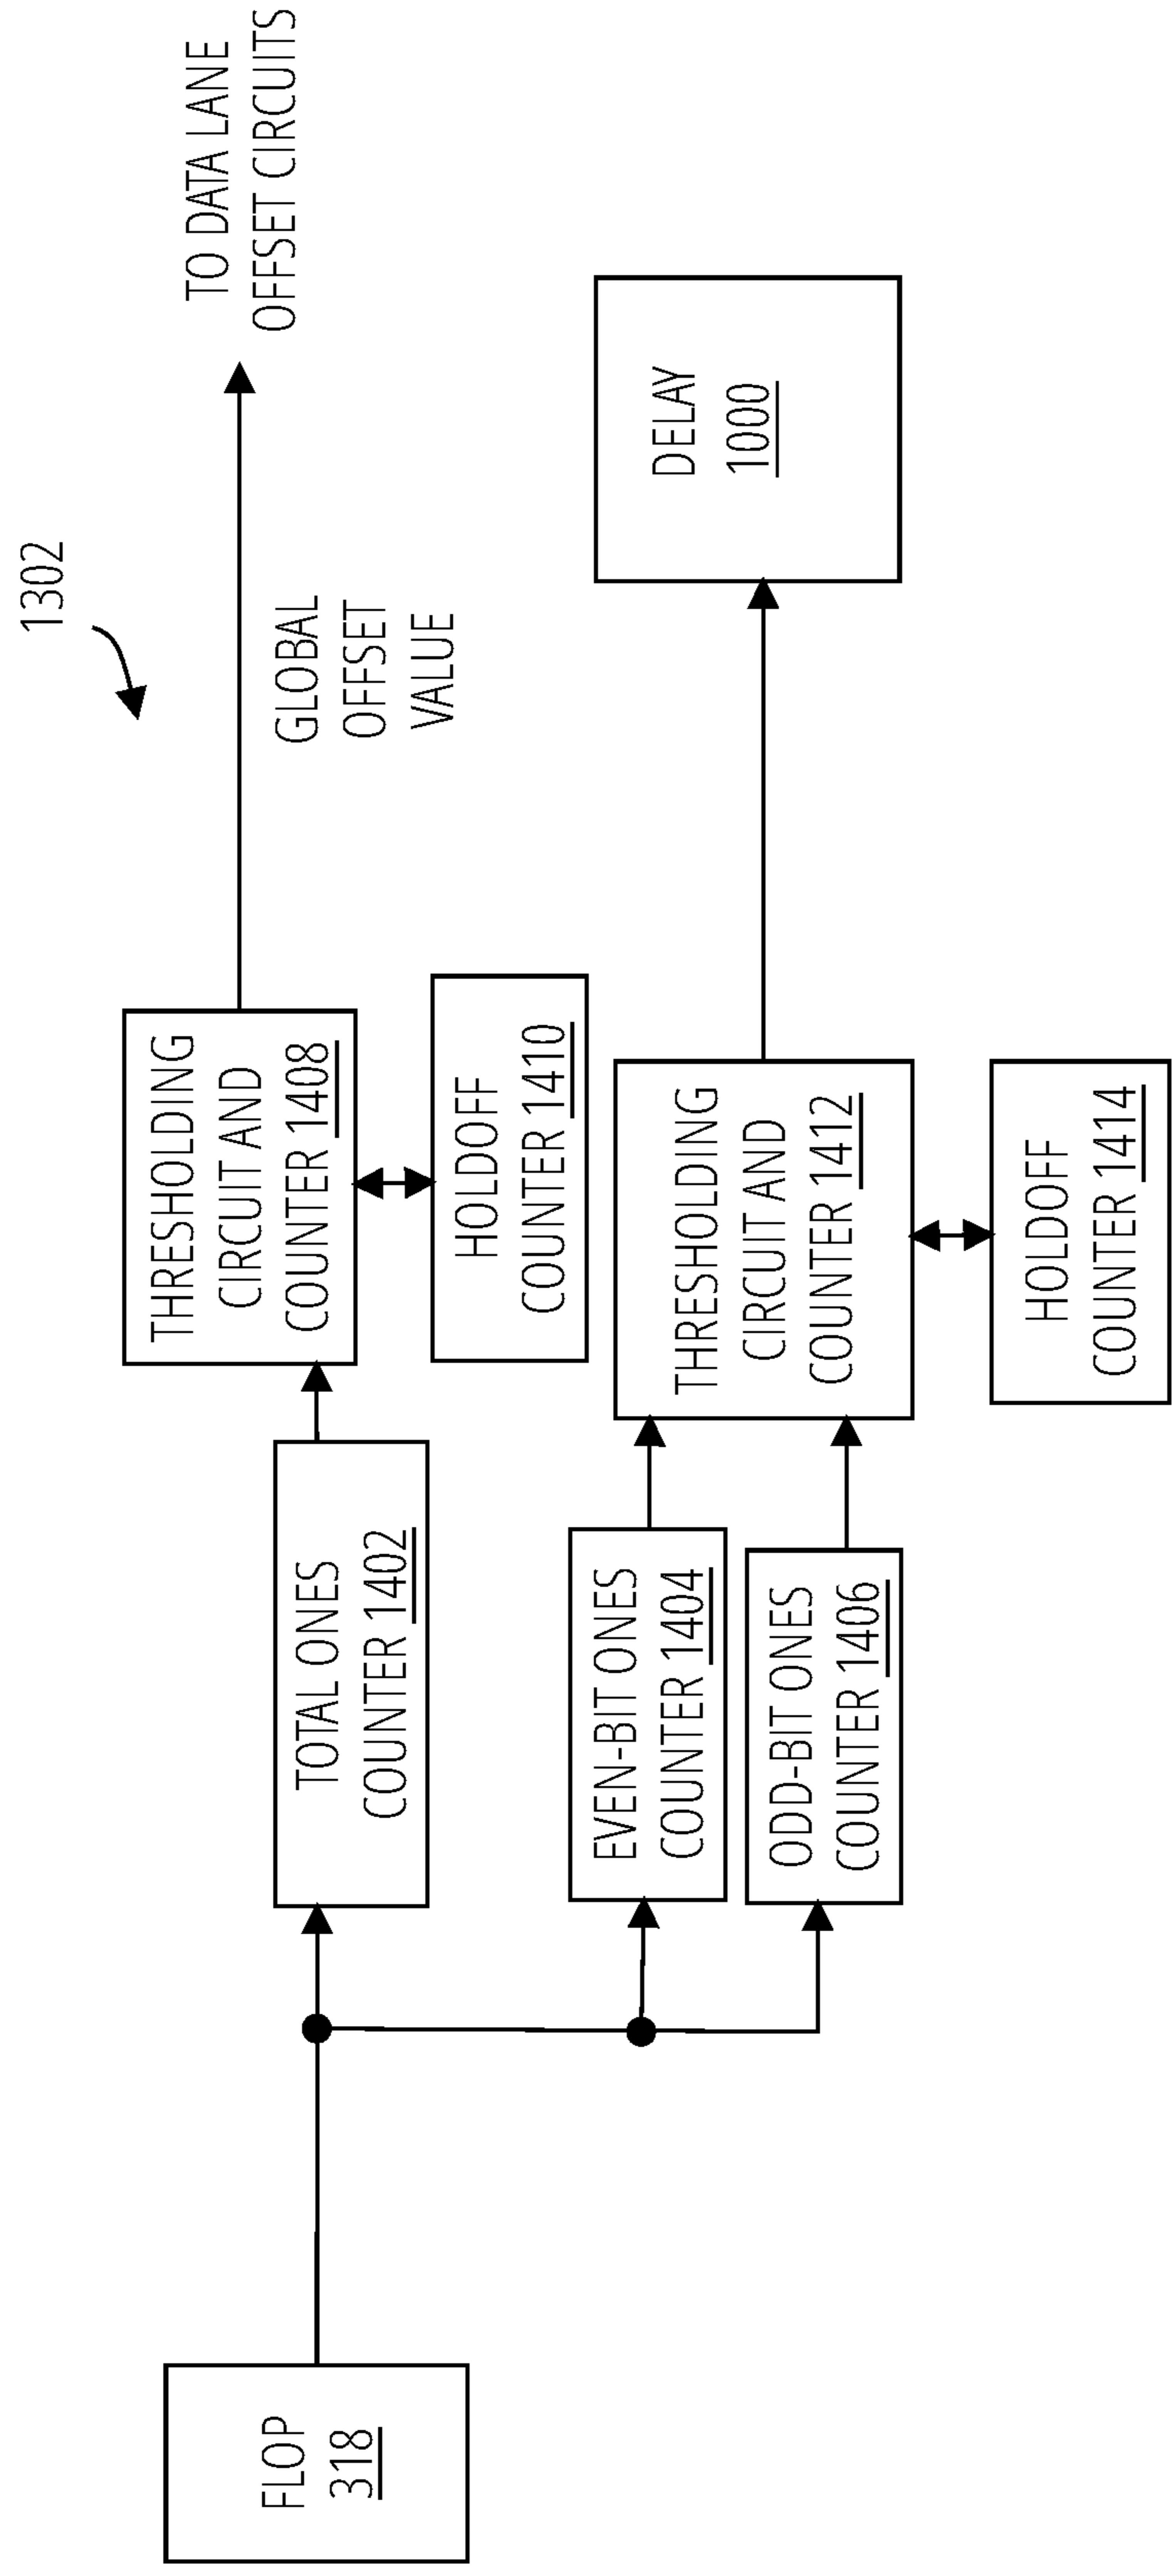 1302
TO DATA LANE
OFFSET CIRCUITS
GLOBAL
OFFSET
VALUE
THRESHOLDING
CIRCUIT AND
COUNTER 1408
HOLDOFF
COUNTER 1410
TOTAL ONES
COUNTER 1402
FLOP
318
EVEN-BIT ONES
COUNTER 1404
ODD-BIT ONES
COUNTER 1406
THRESHOLDING
CIRCUIT AND
COUNTER 1412
HOLDOFF
COUNTER 1414
DELAY
1000